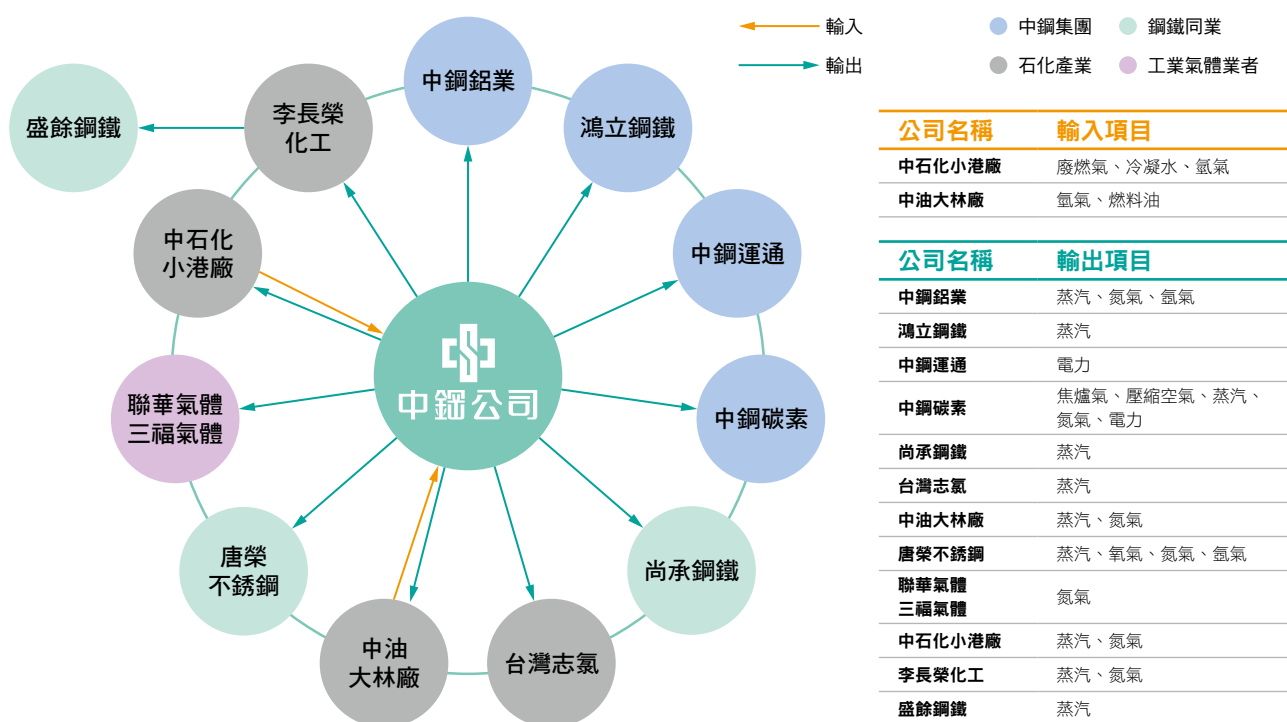 輸入
輸出
中鋼集團
鋼鐵同業
石化產業
工業氣體業者
中鋼鋁業
鴻立鋼鐵
中鋼運通
中鋼碳素
尚承鋼鐵
台灣志氯
中油
大林廠
唐榮
不銹鋼
聯華氣體
三福氣體
中石化
小港廠
李長榮
化工
盛餘鋼鐵
中鋼公司
公司名稱 輸入項目
中石化小港廠 廢燃氣、冷凝水、氫氣
中油大林廠 氫氣、燃料油
公司名稱 輸出項目
中鋼鋁業 蒸汽、氮氣、氬氣
鴻立鋼鐵 蒸汽
中鋼運通 電力
中鋼碳素 焦爐氣、壓縮空氣、蒸汽、
氮氣、電力
尚承鋼鐵 蒸汽
台灣志氯 蒸汽
中油大林廠 蒸汽、氮氣
唐榮不銹鋼 蒸汽、氧氣、氮氣、氬氣
聯華氣體
三福氣體 氮氣
中石化小港廠 蒸汽、氮氣
李長榮化工 蒸汽、氮氣
盛餘鋼鐵 蒸汽